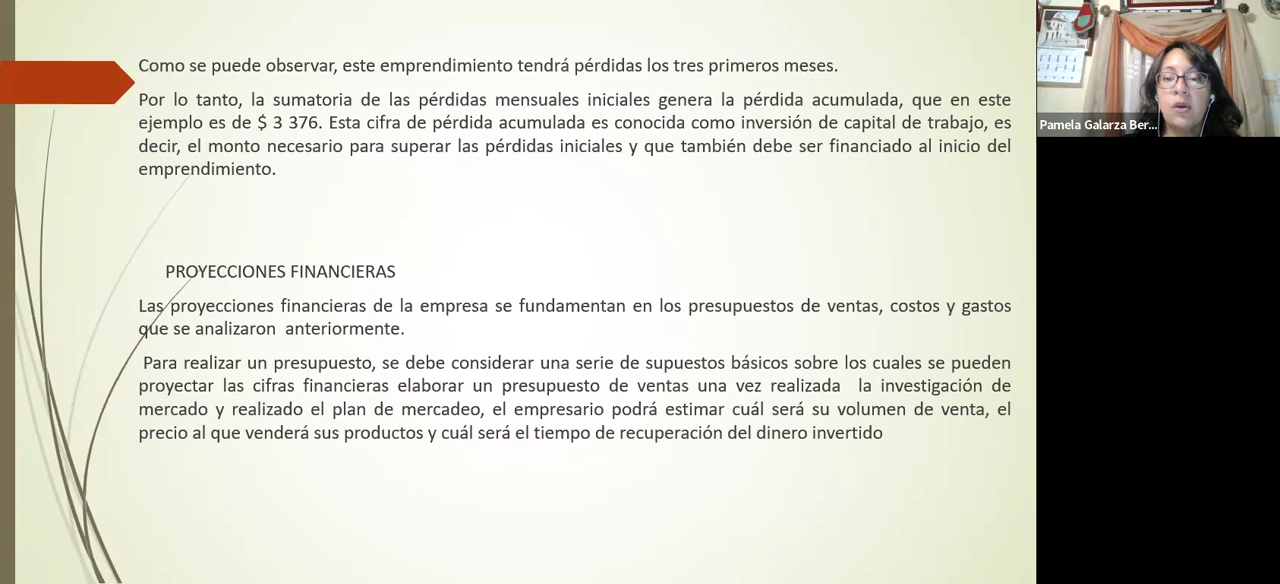 Como se puede observar, este emprendimiento tendrá pérdidas los tres primeros meses.
Por lo tanto, la sumatoria de las pérdidas mensuales iniciales genera la pérdida acumulada, que en este
ejemplo es de $ 3 376. Esta cifra de pérdida acumulada es conocida como inversión de capital de trabajo, es
decir, el monto necesario para superar las pérdidas iniciales y que también debe ser financiado al inicio del
emprendimiento.
PROYECCIONES FINANCIERAS
Las proyecciones financieras de la empresa se fundamentan en los presupuestos de ventas, costos y gastos
que se analizaron anteriormente.
Para realizar un presupuesto, se debe considerar una serie de supuestos básicos sobre los cuales se pueden
proyectar las cifras financieras elaborar un presupuesto de ventas una vez realizada la investigación de
mercado y realizado el plan de mercadeo, el empresario podrá estimar cuál será su volumen de venta, el
precio al que venderá sus productos y cuál será el tiempo de recuperación del dinero invertido
Pamela Galarza Ber...